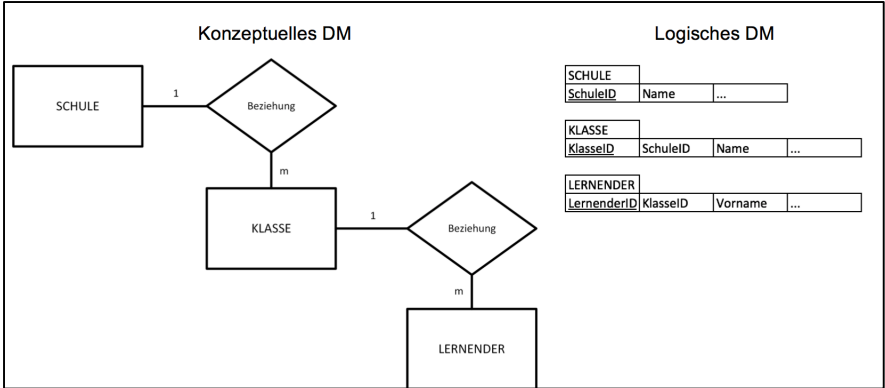 Konzeptuelles DM
SCHULE
1
Beziehung
m
KLASSE
1
Beziehung
m
LERNENDER
Logisches DM
SCHULE
SchuleID Name ...
KLASSE
KlasseID SchuleID Name ...
LERNENDER
LernenderID KlasseID Vorname ...